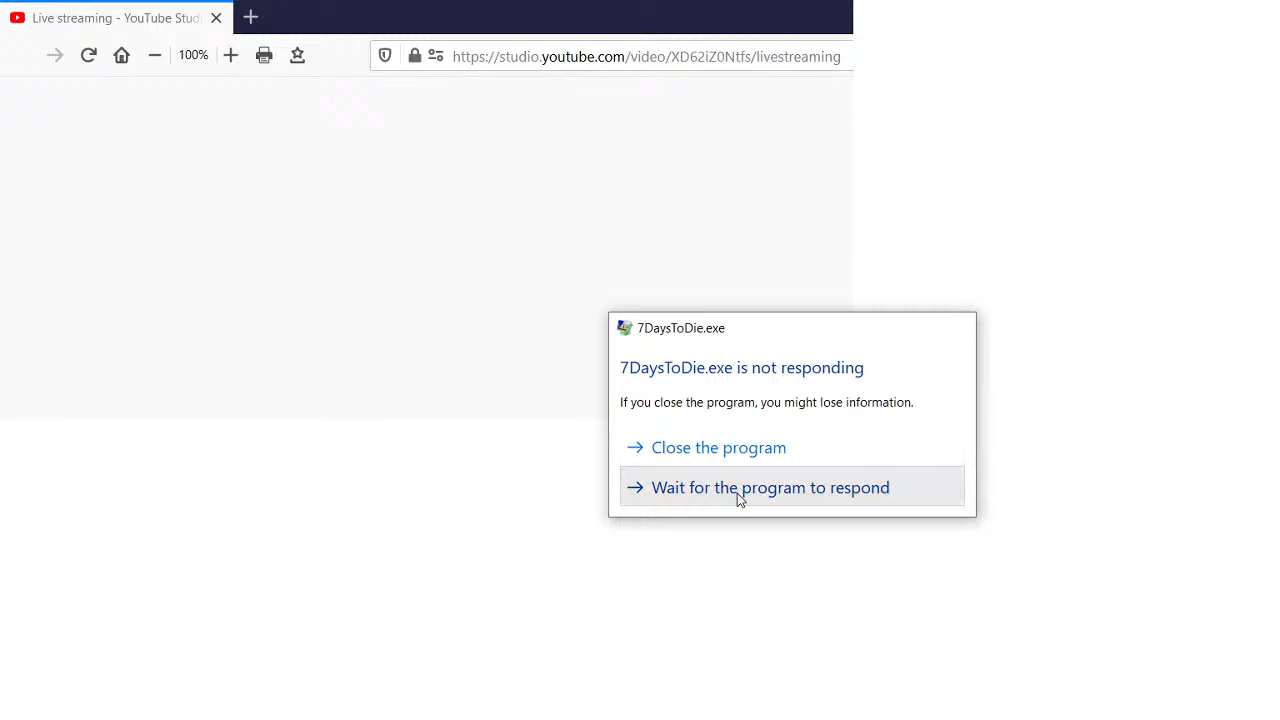 Live streaming - YouTube Stud
100%
https://studio.youtube.com/video/XD62iZ0Ntfs/livestreaming
7DaysToDie.exe
7DaysToDie.exe is not responding
If you close the program, you might lose information.
Close the program
Wait for the program to respond